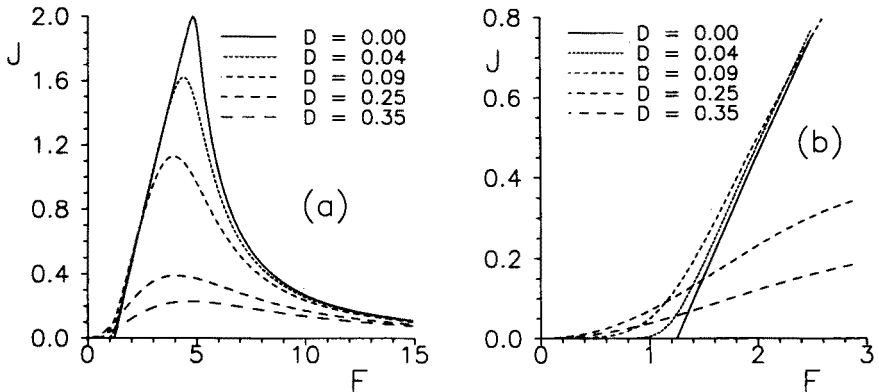 2.0
1.6
1.2
0.8
0.4
0.0
J
D = 0.00
D = 0.04
D = 0.09
D = 0.25
D = 0.35
(a)
0 5 10 15
F
0.8
0.6
0.4
0.2
0.0
J
D = 0.00
D = 0.04
D = 0.09
D = 0.25
D = 0.35
(b)
0 1 2 3
F